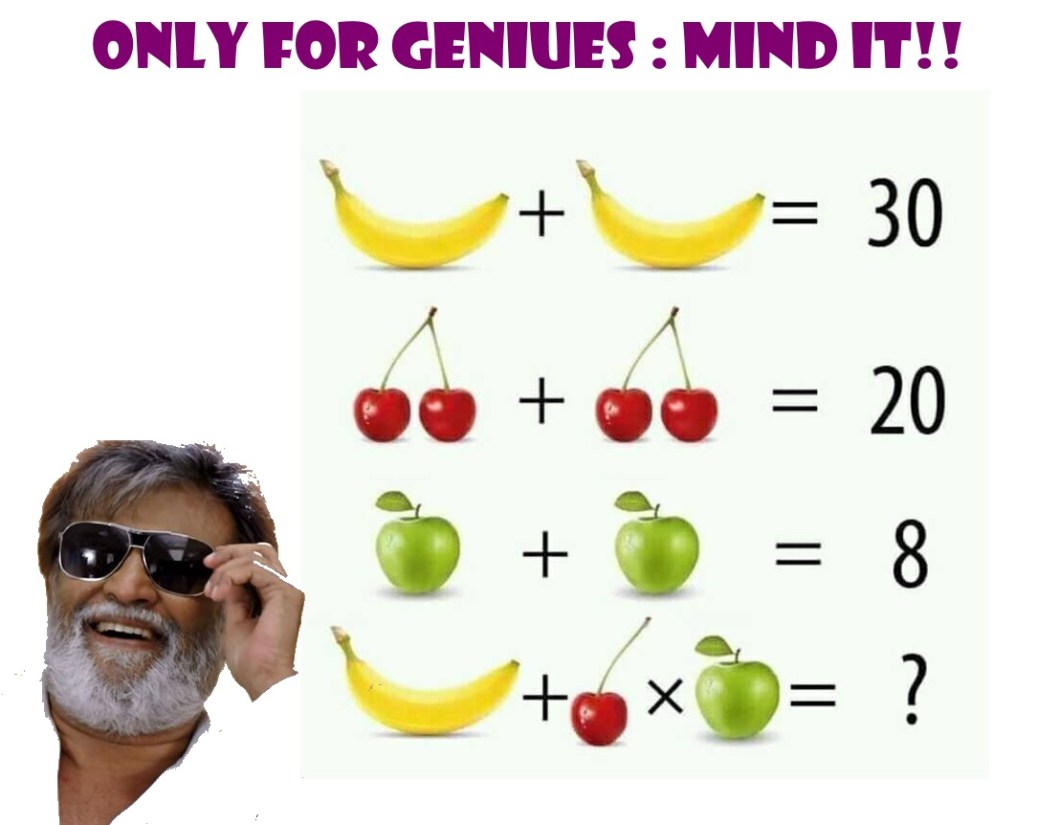 ONLY FOR GENIUES : MIND IT!!
+ = 30
+ = 20
+ = 8
+ × = ?